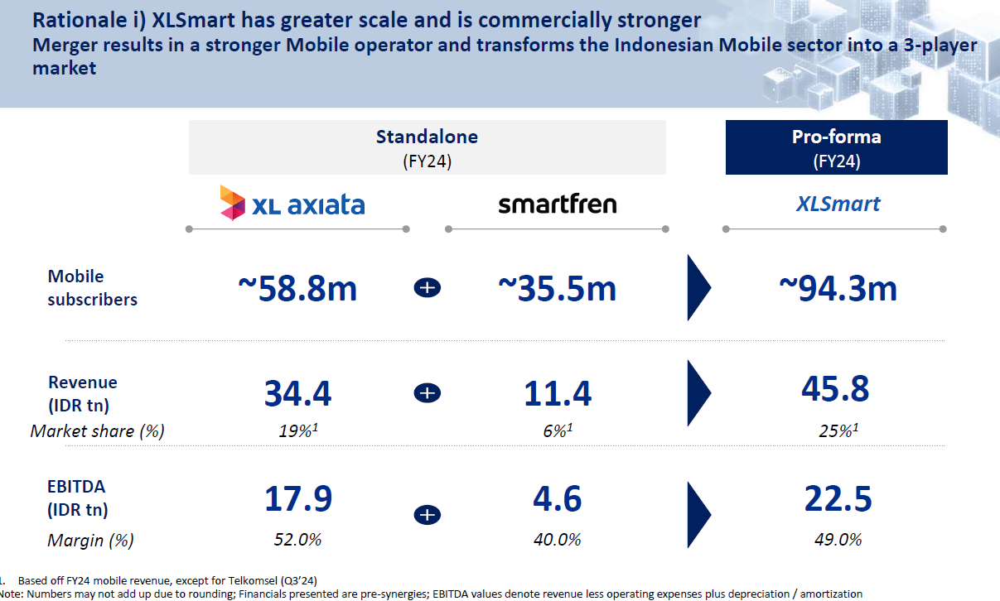 Rationale i) XLSmart has greater scale and is commercially stronger
Merger results in a stronger Mobile operator and transforms the Indonesian Mobile sector into a 3-player
market
Standalone
(FY24)
Pro-forma
(FY24)
XL axiata
smartfren
XLSmart
Mobile
subscribers
~58.8m
+
~35.5m
~94.3m
Revenue
(IDR tn)
34.4
+
11.4
45.8
Market share (%)
19%¹
6%¹
25%¹
EBITDA
(IDR tn)
17.9
+
4.6
22.5
Margin (%)
52.0%
40.0%
49.0%
1. Based off FY24 mobile revenue, except for Telkomsel (Q3'24)
Note: Numbers may not add up due to rounding; Financials presented are pre-synergies; EBITDA values denote revenue less operating expenses plus depreciation / amortization